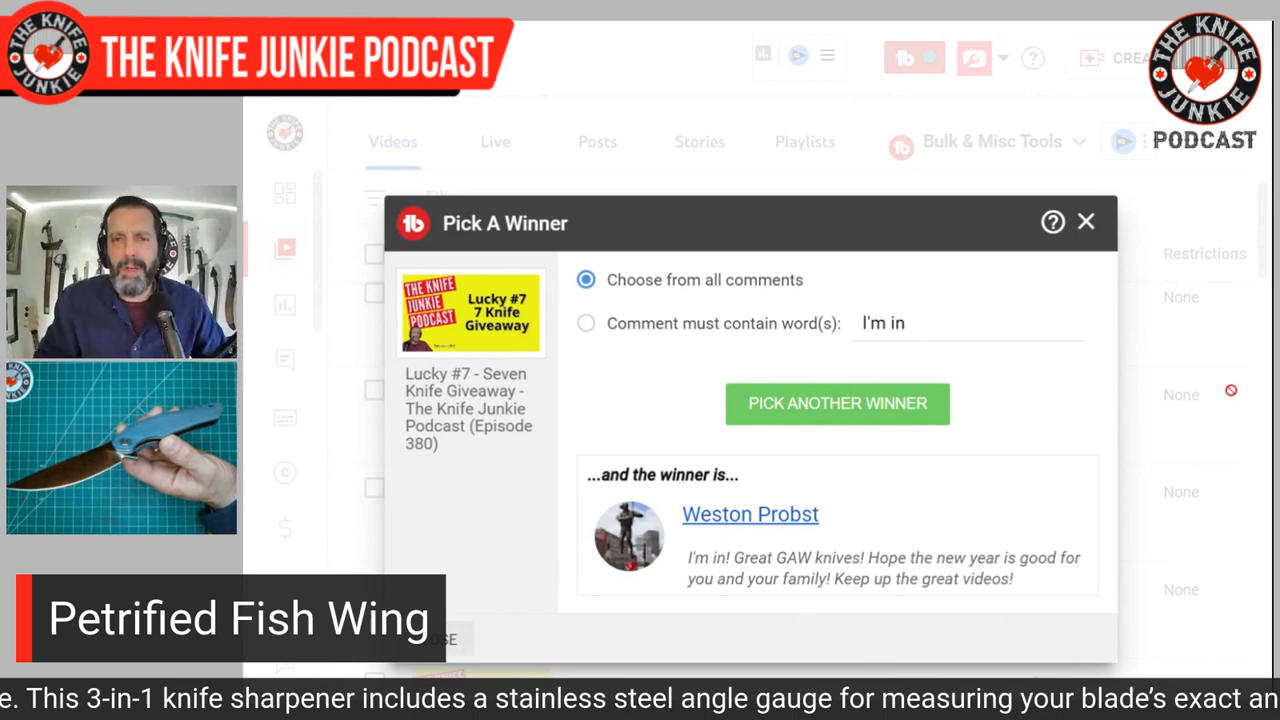 THE KNIFE JUNKIE
THE KNIFE JUNKIE PODCAST
CREA
THE KNIFE JUNKIE
PODCAST
Videos
Live
Posts
Stories
Playlists
Bulk & Misc Tools
Pick A Winner
Restrictions
None
None
None
None
THE KNIFE
JUNKIE
PODCAST
Lucky #7
7 Knife
Giveaway
Lucky #7 - Seven
Knife Giveaway -
The Knife Junkie
Podcast (Episode
380)
Choose from all comments
Comment must contain word(s): I'm in
PICK ANOTHER WINNER
...and the winner is...
Weston Probst
I'm in! Great GAW knives! Hope the new year is good for
you and your family! Keep up the great videos!
Petrified Fish Wing
OSE
e. This 3-in-1 knife sharpener includes a stainless steel angle gauge for measuring your blade's exact an